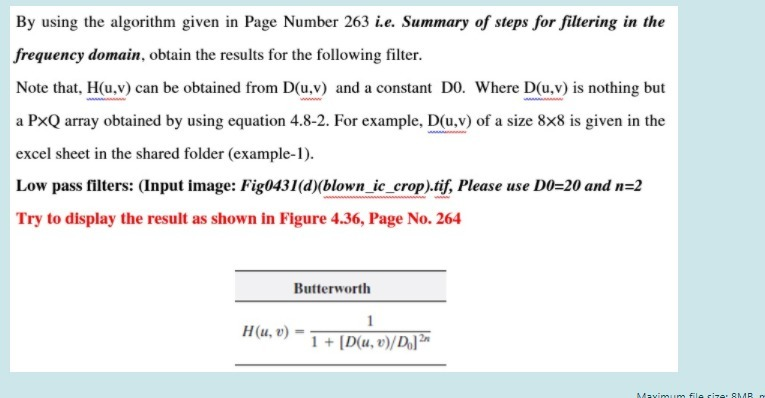 By using the algorithm given in Page Number 263 i.e. Summary of steps for filtering in the
frequency domain, obtain the results for the following filter.
Note that, H(u,v) can be obtained from D(u,v) and a constant D0. Where D(u,v) is nothing but
a P×Q array obtained by using equation 4.8-2. For example, D(u,v) of a size 8×8 is given in the
excel sheet in the shared folder (example-1).
Low pass filters: (Input image: Fig0431(d)(blown_ic_crop).tif, Please use D0=20 and n=2
Try to display the result as shown in Figure 4.36, Page No. 264
Butterworth
H(u, v) = 1 / 1 + [D(u, v)/D₀]²ⁿ
Maximum file size: 8MB